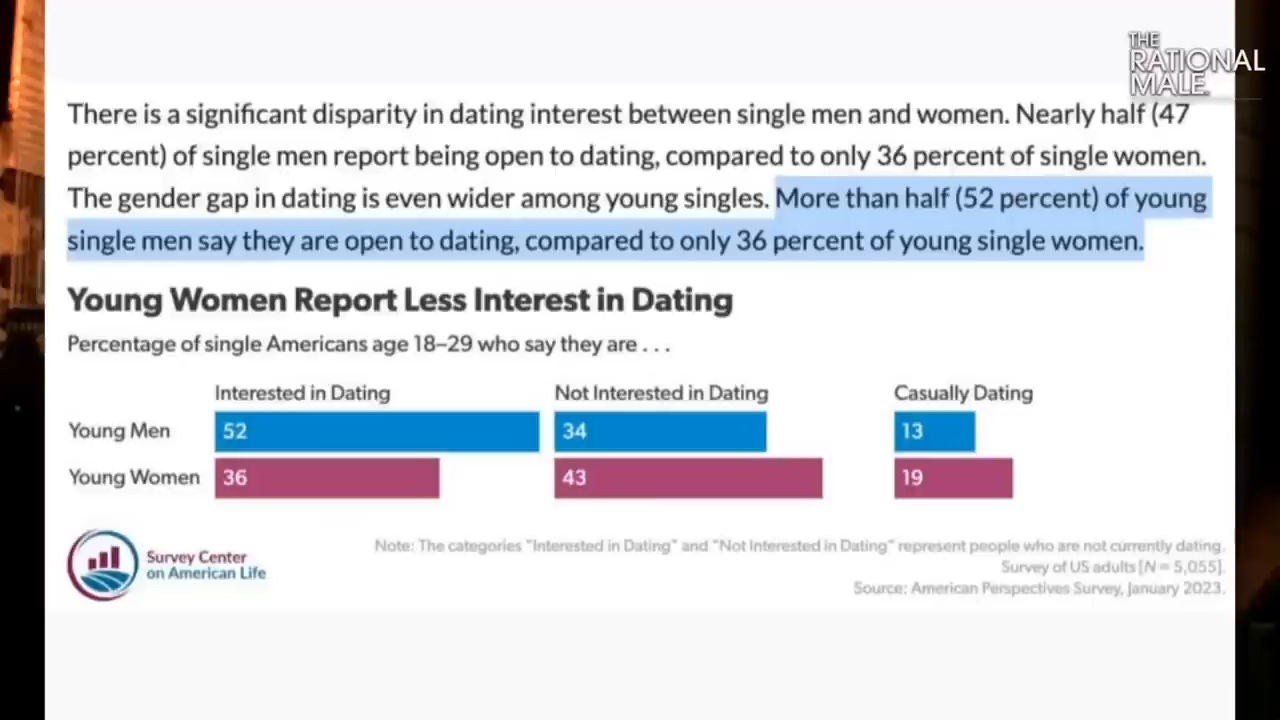 THE
RATIONAL
MALE.
There is a significant disparity in dating interest between single men and women. Nearly half (47
percent) of single men report being open to dating, compared to only 36 percent of single women.
The gender gap in dating is even wider among young singles. More than half (52 percent) of young
single men say they are open to dating, compared to only 36 percent of young single women.
Young Women Report Less Interest in Dating
Percentage of single Americans age 18–29 who say they are . . .
Interested in Dating Not Interested in Dating Casually Dating
Young Men 52 34 13
Young Women 36 43 19
Survey Center
on American Life
Note: The categories "Interested in Dating" and "Not Interested in Dating" represent people who are not currently dating.
Survey of US adults [N = 5,055].
Source: American Perspectives Survey, January 2023.